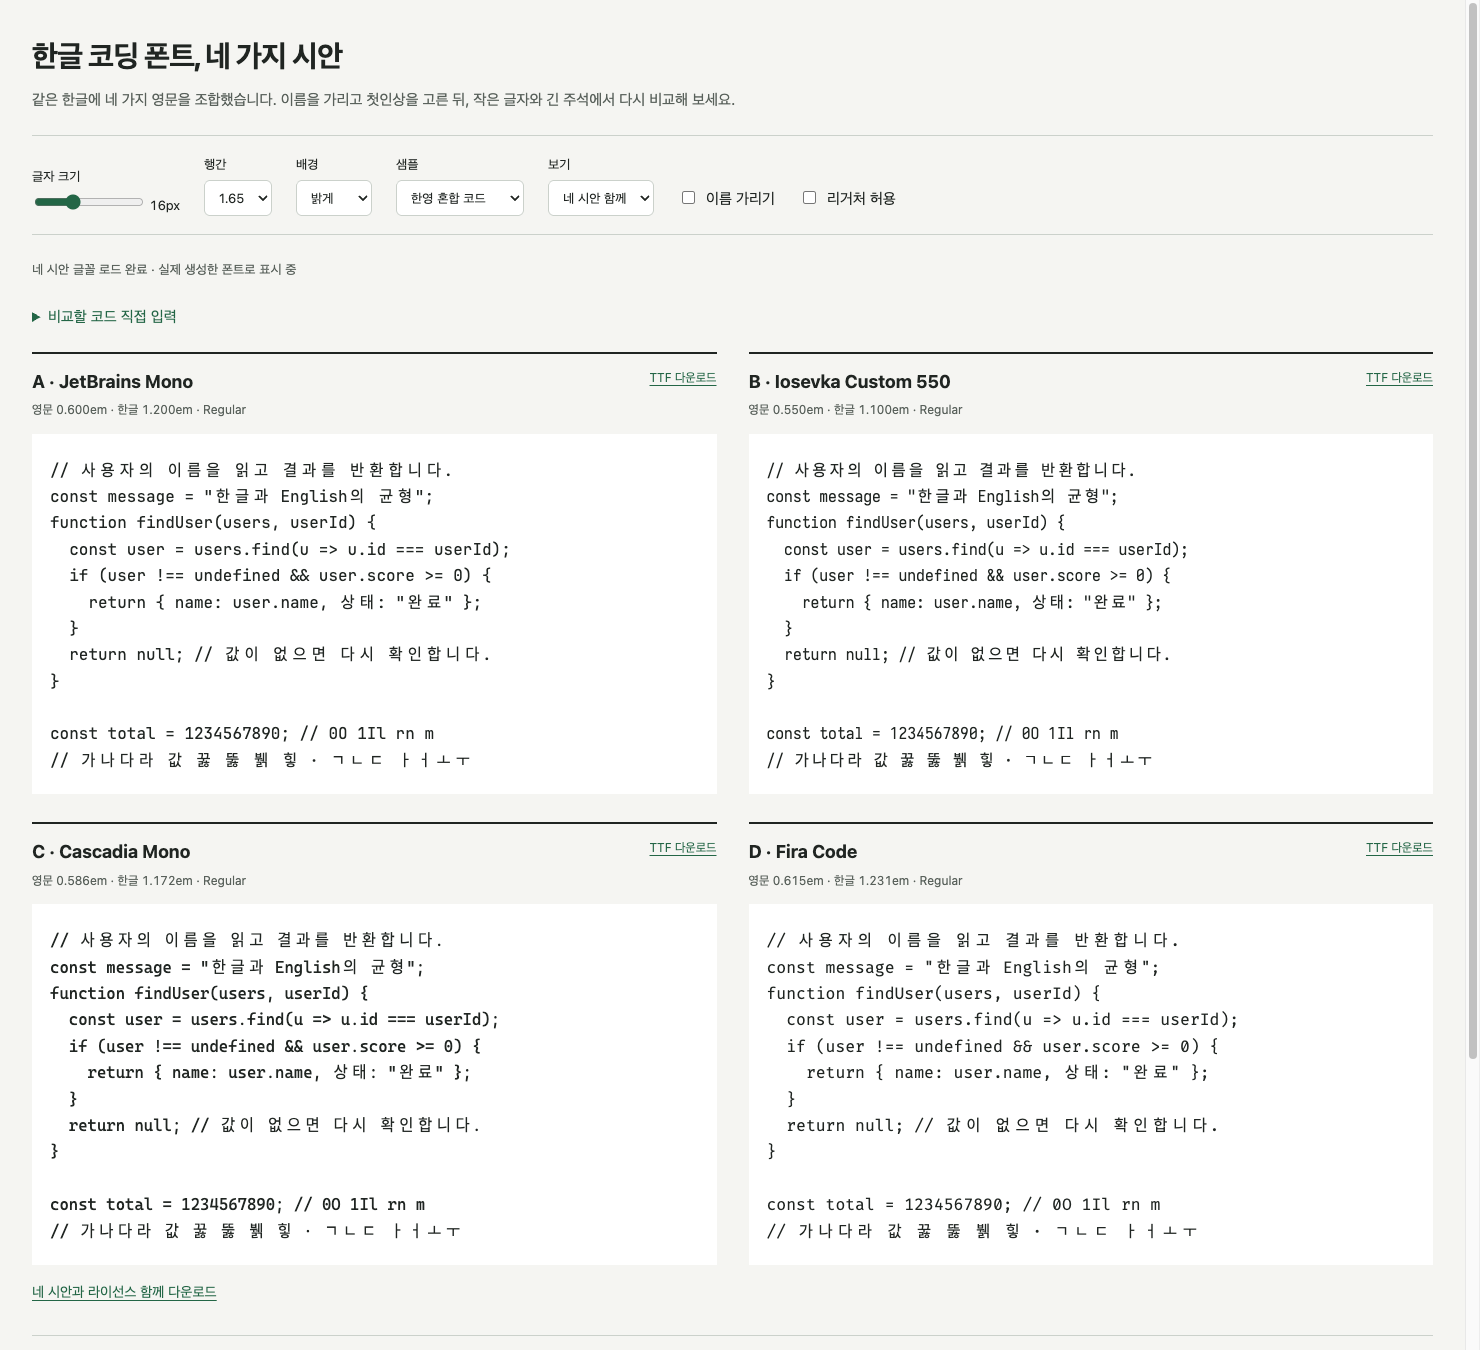 한글 코딩 폰트, 네 가지 시안
같은 한글에 네 가지 영문을 조합했습니다. 이름을 가리고 첫인상을 고른 뒤, 작은 글자와 긴 주석에서 다시 비교해 보세요.
글자 크기
16px
행간
1.65
배경
밝게
샘플
한영 혼합 코드
보기
네 시안 함께
이름 가리기
리거처 허용
네 시안 글꼴 로드 완료 · 실제 생성한 폰트로 표시 중
▶ 비교할 코드 직접 입력
A · JetBrains Mono
TTF 다운로드
영문 0.600em · 한글 1.200em · Regular
// 사용자의 이름을 읽고 결과를 반환합니다.
const message = "한글과 English의 균형";
function findUser(users, userId) {
  const user = users.find(u => u.id === userId);
  if (user !== undefined && user.score >= 0) {
    return { name: user.name, 상태: "완료" };
  }
  return null; // 값이 없으면 다시 확인합니다.
}
const total = 1234567890; // 0O 1Il rn m
// 가나다라 값 꿇 뚫 뷁 힣 · ㄱㄴㄷ ㅏㅓㅗㅜ
B · Iosevka Custom 550
TTF 다운로드
영문 0.550em · 한글 1.100em · Regular
// 사용자의 이름을 읽고 결과를 반환합니다.
const message = "한글과 English의 균형";
function findUser(users, userId) {
  const user = users.find(u => u.id === userId);
  if (user !== undefined && user.score >= 0) {
    return { name: user.name, 상태: "완료" };
  }
  return null; // 값이 없으면 다시 확인합니다.
}
const total = 1234567890; // 0O 1Il rn m
// 가나다라 값 꿇 뚫 뷁 힣 · ㄱㄴㄷ ㅏㅓㅗㅜ
C · Cascadia Mono
TTF 다운로드
영문 0.586em · 한글 1.172em · Regular
// 사용자의 이름을 읽고 결과를 반환합니다.
const message = "한글과 English의 균형";
function findUser(users, userId) {
  const user = users.find(u => u.id === userId);
  if (user !== undefined && user.score >= 0) {
    return { name: user.name, 상태: "완료" };
  }
  return null; // 값이 없으면 다시 확인합니다.
}
const total = 1234567890; // 0O 1Il rn m
// 가나다라 값 꿇 뚫 뷁 힣 · ㄱㄴㄷ ㅏㅓㅗㅜ
D · Fira Code
TTF 다운로드
영문 0.615em · 한글 1.231em · Regular
// 사용자의 이름을 읽고 결과를 반환합니다.
const message = "한글과 English의 균형";
function findUser(users, userId) {
  const user = users.find(u => u.id === userId);
  if (user !== undefined && user.score >= 0) {
    return { name: user.name, 상태: "완료" };
  }
  return null; // 값이 없으면 다시 확인합니다.
}
const total = 1234567890; // 0O 1Il rn m
// 가나다라 값 꿇 뚫 뷁 힣 · ㄱㄴㄷ ㅏㅓㅗㅜ
네 시안과 라이선스 함께 다운로드